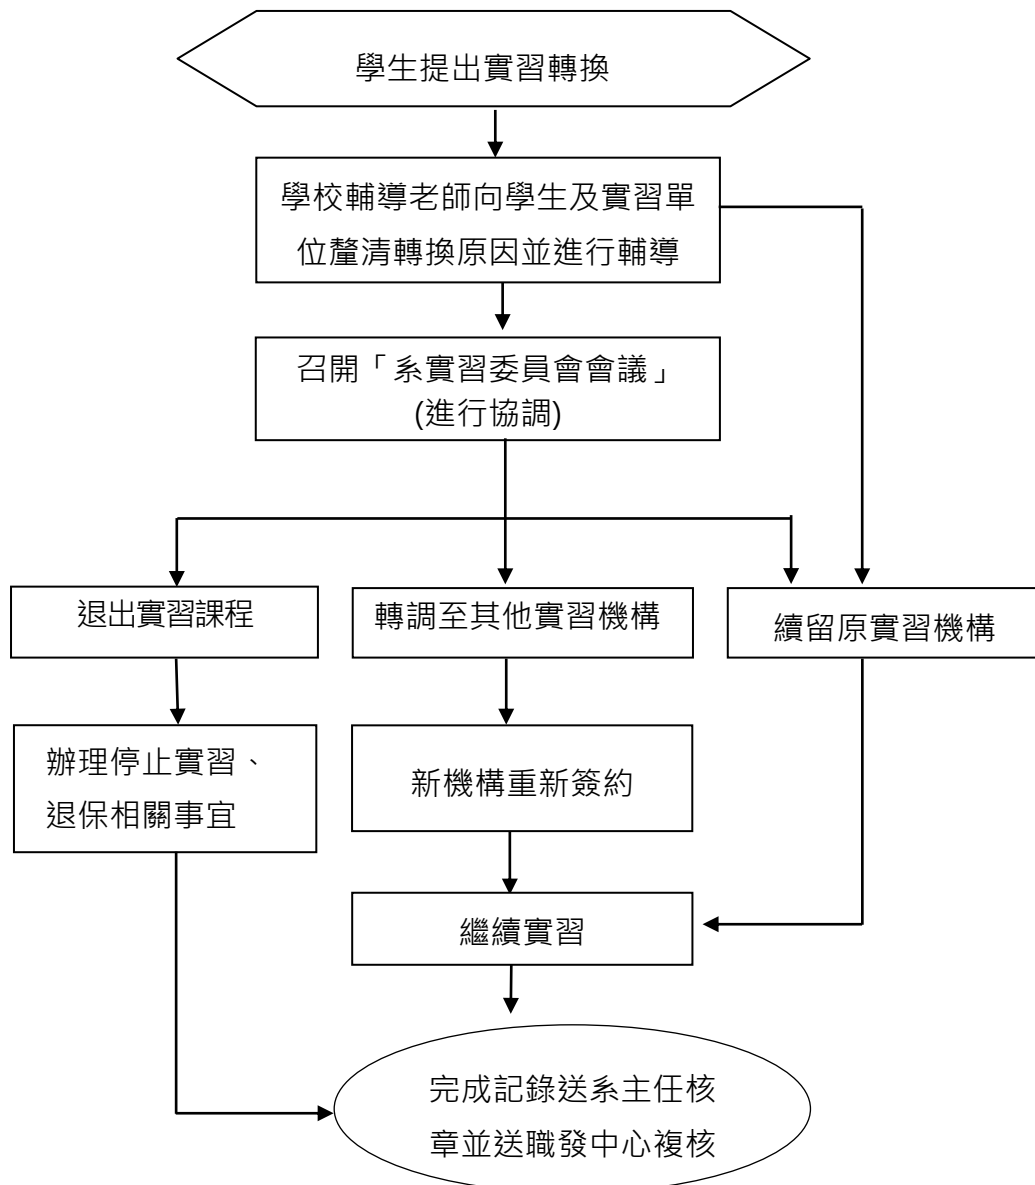 學生提出實習轉換
學校輔導老師向學生及實習單
位釐清轉換原因並進行輔導
召開「系實習委員會會議」
(進行協調)
退出實習課程
轉調至其他實習機構
續留原實習機構
辦理停止實習、
退保相關事宜
新機構重新簽約
繼續實習
完成記錄送系主任核
章並送職發中心複核